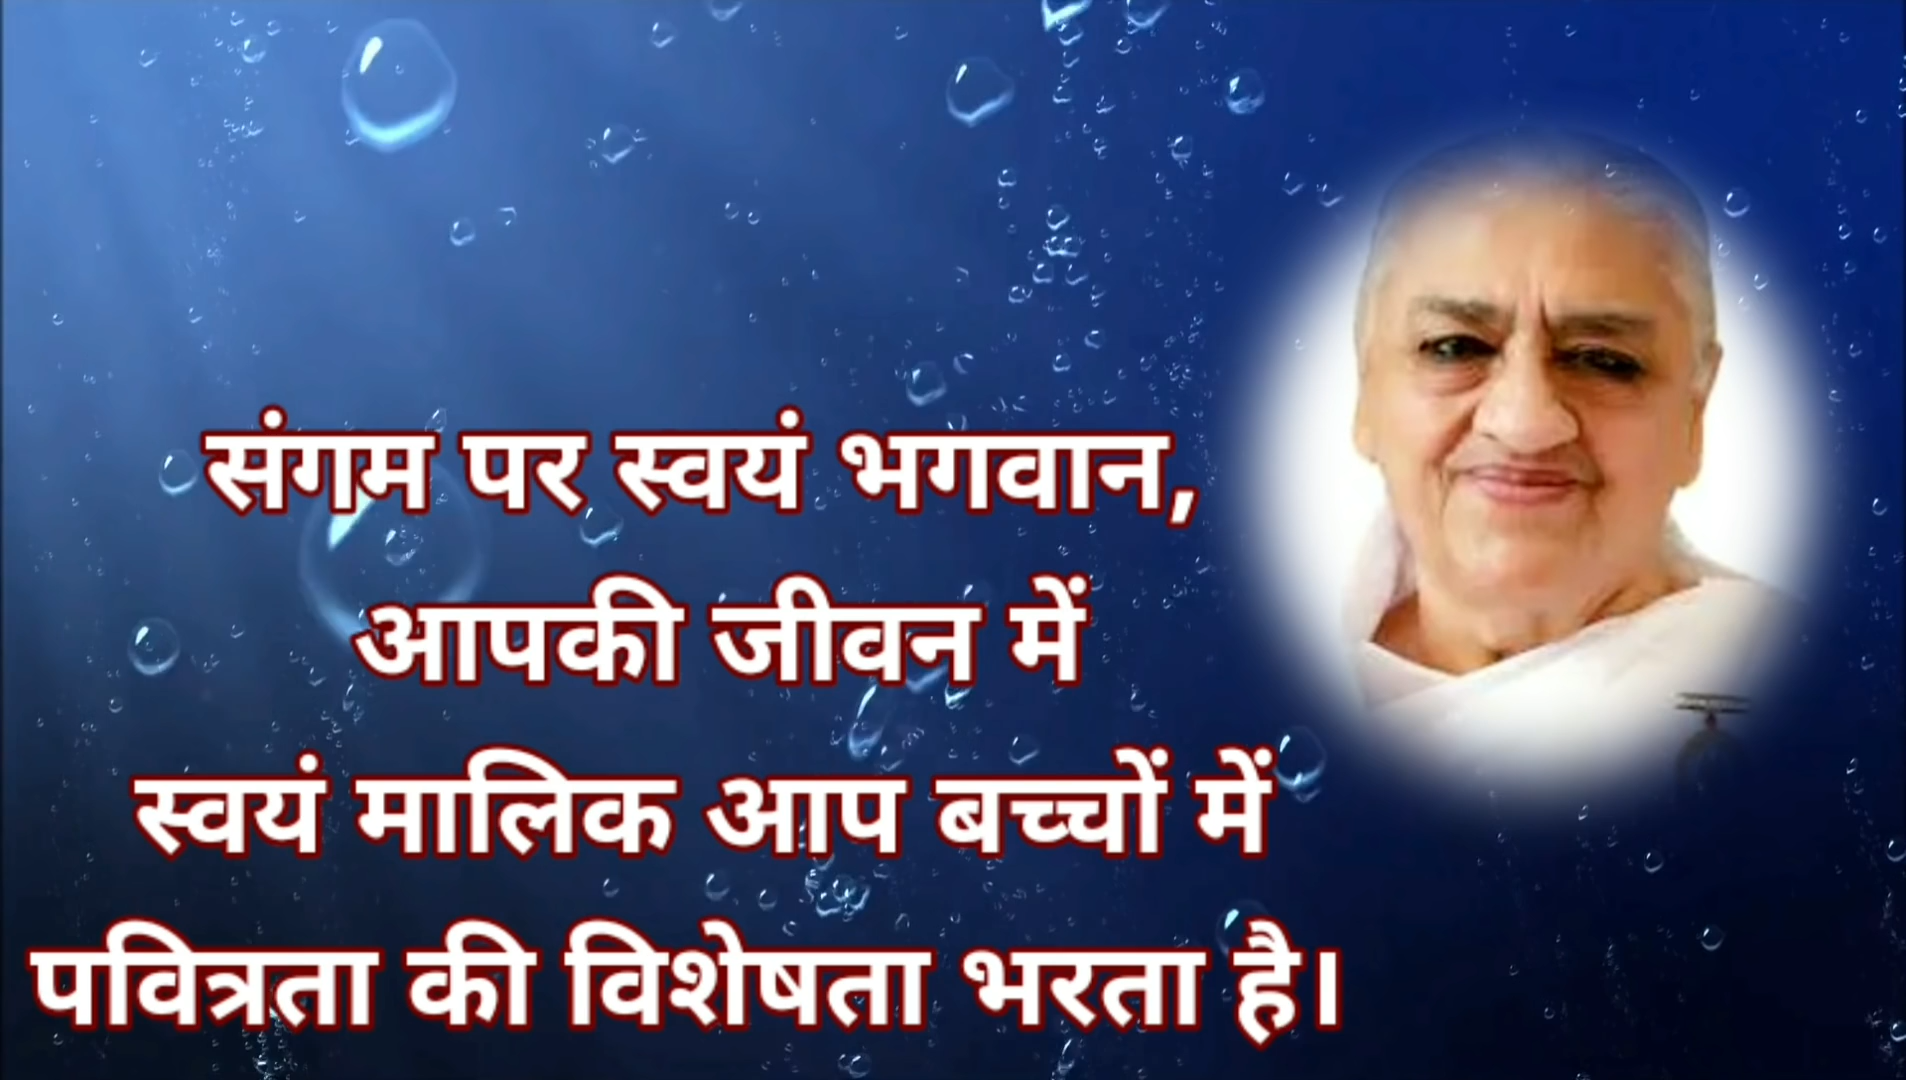 संगम पर स्वयं भगवान,
आपकी जीवन में
स्वयं मालिक आप बच्चों में
पवित्रता की विशेषता भरता है।